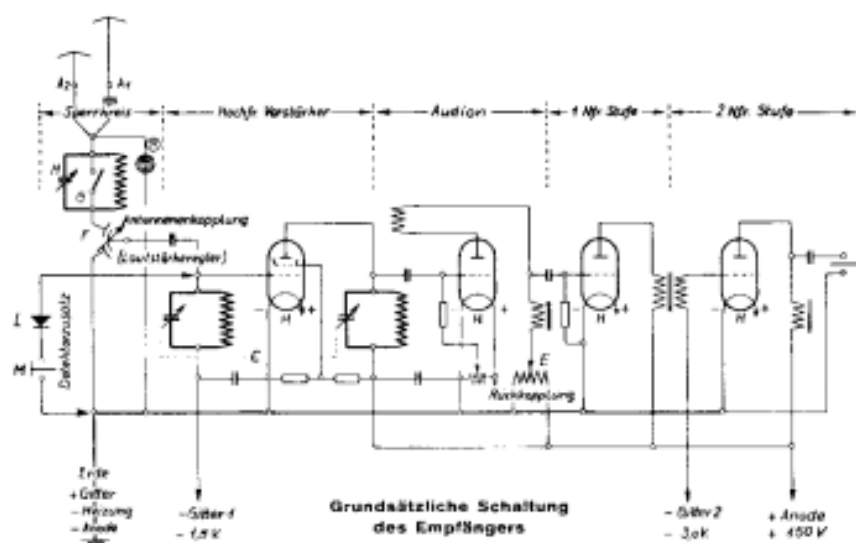 A2 A1
Sperrkreis Hochfr. Verstärker Audion 1 Nfr. Stufe 2 Nfr. Stufe
H
G
F
Antennenkopplung
(Lautstärkeregler)
L
M
Detektorzusatz
H H H H
C E
Rückkopplung
Erde
+ Gitter
- Heizung
- Anode
- Gitter 1
- 1,5 V
Grundsätzliche Schaltung
des Empfängers
- Gitter 2
- 3,0 V
+ Anode
+ 150 V